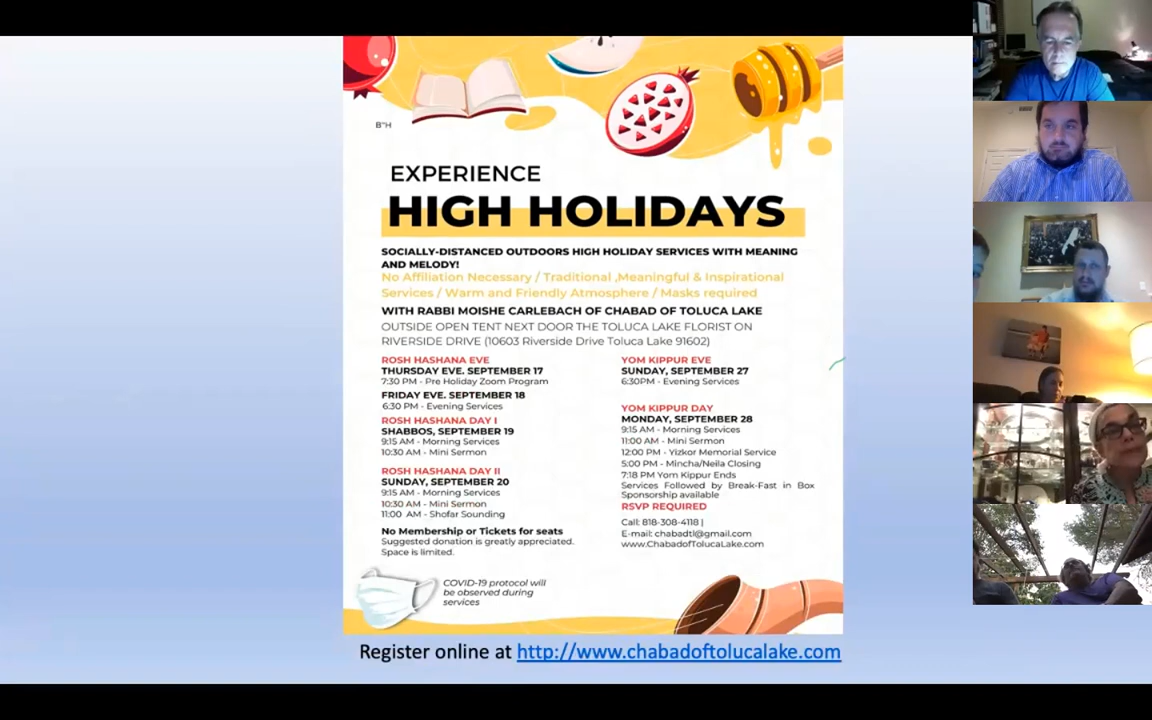 B"H
EXPERIENCE
HIGH HOLIDAYS
SOCIALLY-DISTANCED OUTDOORS HIGH HOLIDAY SERVICES WITH MEANING
AND MELODY!
No Affiliation Necessary / Traditional ,Meaningful & Inspirational
Services / Warm and Friendly Atmosphere / Masks required
WITH RABBI MOISHE CARLEBACH OF CHABAD OF TOLUCA LAKE
OUTSIDE OPEN TENT NEXT DOOR THE TOLUCA LAKE FLORIST ON
RIVERSIDE DRIVE (10603 Riverside Drive Toluca Lake 91602)
ROSH HASHANA EVE
THURSDAY EVE. SEPTEMBER 17
7:30 PM - Pre Holiday Zoom Program
FRIDAY EVE. SEPTEMBER 18
6:30 PM - Evening Services
ROSH HASHANA DAY I
SHABBOS, SEPTEMBER 19
9:15 AM - Morning Services
10:30 AM - Mini Sermon
ROSH HASHANA DAY II
SUNDAY, SEPTEMBER 20
9:15 AM - Morning Services
10:30 AM - Mini Sermon
11:00 AM - Shofar Sounding
No Membership or Tickets for seats
Suggested donation is greatly appreciated.
Space is limited.
YOM KIPPUR EVE
SUNDAY, SEPTEMBER 27
6:30PM - Evening Services
YOM KIPPUR DAY
MONDAY, SEPTEMBER 28
9:15 AM - Morning Services
11:00 AM - Mini Sermon
12:00 PM - Yizkor Memorial Service
5:00 PM - Mincha/Neila Closing
7:18 PM Yom Kippur Ends
Services Followed by Break-Fast in Box
Sponsorship available
RSVP REQUIRED
Call: 818-308-4118 |
E-mail: chabadtl@gmail.com
www.ChabadofTolucaLake.com
COVID-19 protocol will
be observed during
services
Register online at http://www.chabadoftolucalake.com